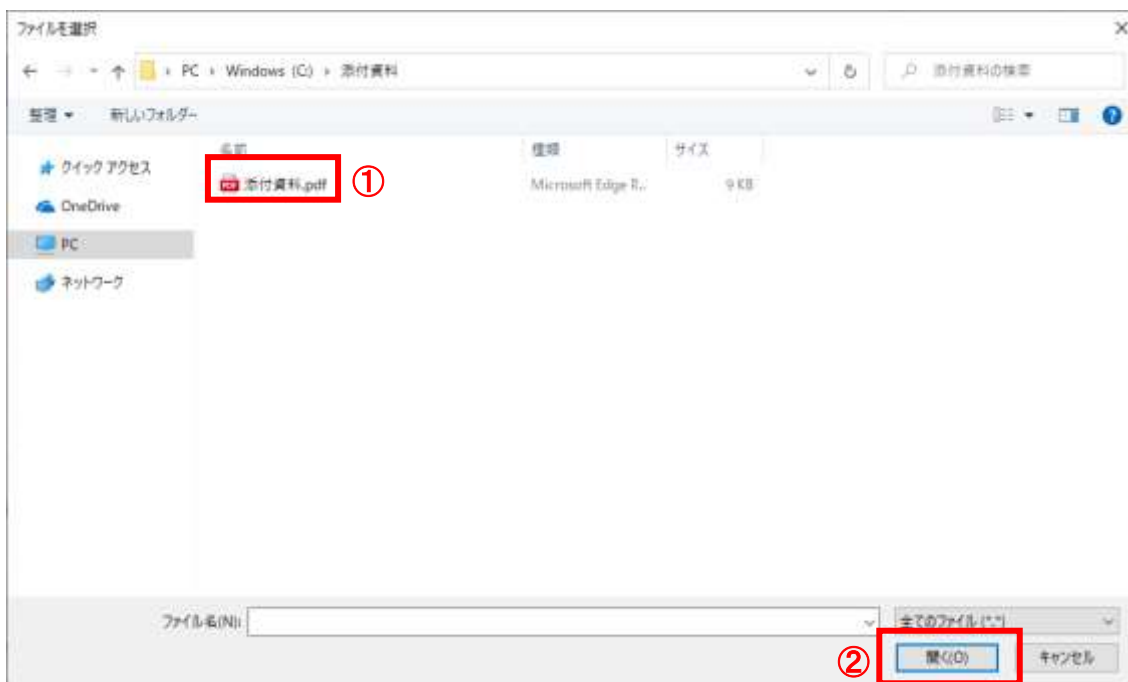 ファイルを選択
PC › Windows (C:) › 添付資料
添付資料の検索
整理 新しいフォルダー
名前 種類 サイズ
クイック アクセス
添付資料.pdf ① Microsoft Edge P... 9 KB
OneDrive
PC
ネットワーク
ファイル名(N): 全てのファイル (*.*)
② 開く(O) キャンセル